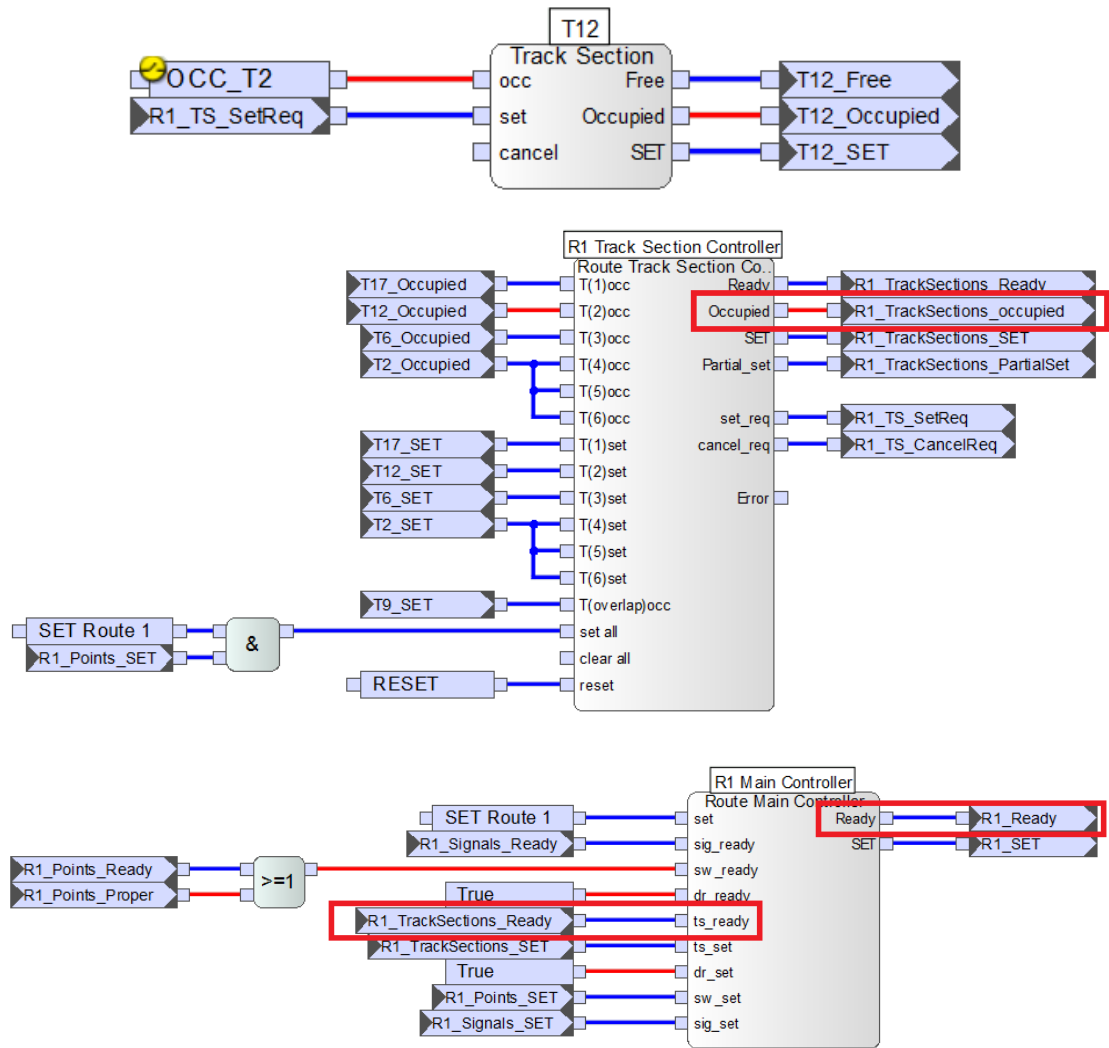 T12
Track Section
OCC_T2 occ Free T12_Free
R1_TS_SetReq set Occupied T12_Occupied
cancel SET T12_SET
R1 Track Section Controller
Route Track Section Co..
T17_Occupied T(1)occ Ready R1_TrackSections_Ready
T12_Occupied T(2)occ Occupied R1_TrackSections_occupied
T6_Occupied T(3)occ SET R1_TrackSections_SET
T2_Occupied T(4)occ Partial_set R1_TrackSections_PartialSet
T(5)occ
T(6)occ set_req R1_TS_SetReq
T17_SET T(1)set cancel_req R1_TS_CancelReq
T12_SET T(2)set
T6_SET T(3)set Error
T2_SET T(4)set
T(5)set
T(6)set
T9_SET T(overlap)occ
SET Route 1 & set all
R1_Points_SET clear all
RESET reset
R1 Main Controller
Route Main Controller
SET Route 1 set Ready R1_Ready
R1_Signals_Ready sig_ready SET R1_SET
R1_Points_Ready >=1 sw_ready
R1_Points_Proper True dr_ready
R1_TrackSections_Ready ts_ready
R1_TrackSections_SET ts_set
True dr_set
R1_Points_SET sw_set
R1_Signals_SET sig_set